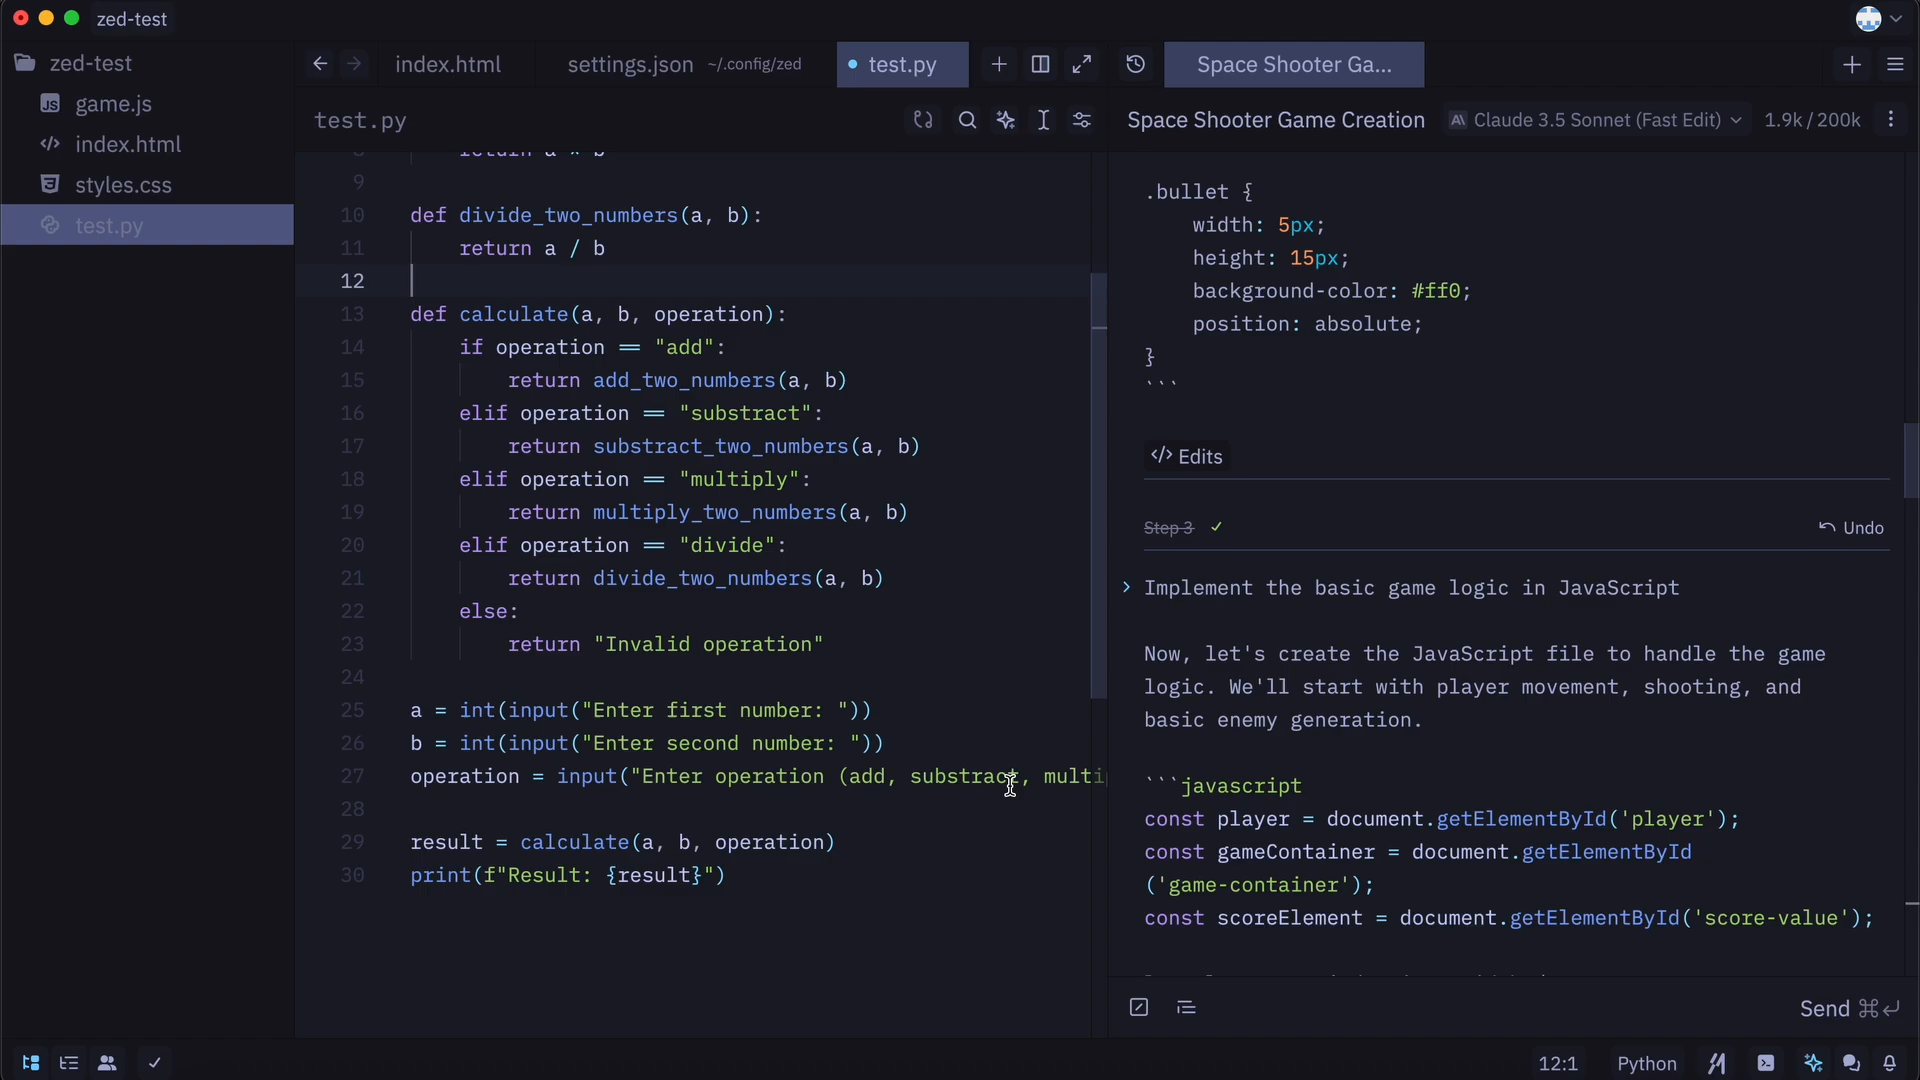 zed-test
zed-test
game.js
index.html
styles.css
test.py
index.html
settings.json ~/.config/zed
test.py
Space Shooter Ga...
test.py
Space Shooter Game Creation
Claude 3.5 Sonnet (Fast Edit)
1.9k / 200k
8 return a * b
9
10 def divide_two_numbers(a, b):
11 return a / b
12
13 def calculate(a, b, operation):
14 if operation == "add":
15 return add_two_numbers(a, b)
16 elif operation == "substract":
17 return substract_two_numbers(a, b)
18 elif operation == "multiply":
19 return multiply_two_numbers(a, b)
20 elif operation == "divide":
21 return divide_two_numbers(a, b)
22 else:
23 return "Invalid operation"
24
25 a = int(input("Enter first number: "))
26 b = int(input("Enter second number: "))
27 operation = input("Enter operation (add, substract, multi
28
29 result = calculate(a, b, operation)
30 print(f"Result: {result}")
.bullet {
width: 5px;
height: 15px;
background-color: #ff0;
position: absolute;
}
```
</> Edits
Step 3 ✓
Undo
Implement the basic game logic in JavaScript
Now, let's create the JavaScript file to handle the game
logic. We'll start with player movement, shooting, and
basic enemy generation.
```javascript
const player = document.getElementById('player');
const gameContainer = document.getElementById
('game-container');
const scoreElement = document.getElementById('score-value');
Send ⌘↵
12:1
Python